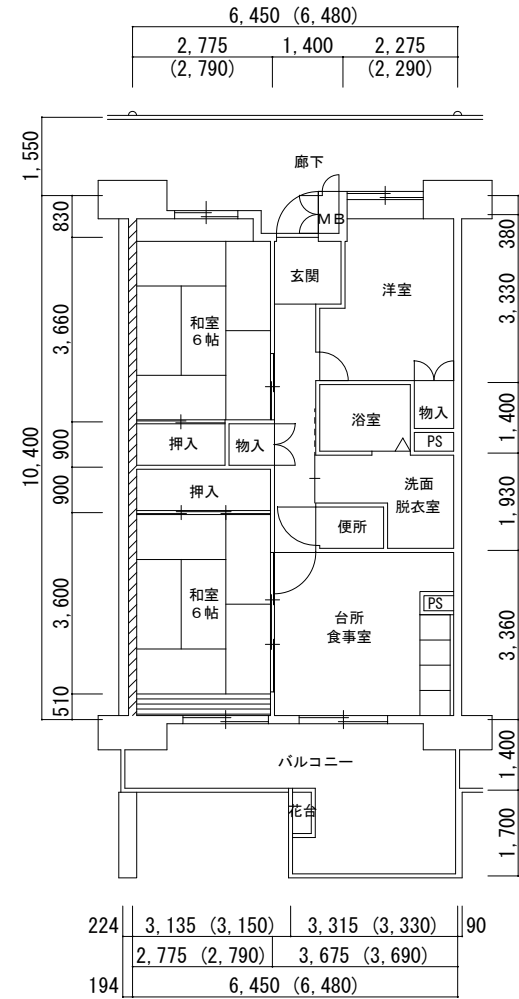 6,450 (6,480)
2,775 1,400 2,275
(2,790) (2,290)
1,550
廊下
830
MB
380
玄関
洋室
3,330
和室
6帖
3,660
10,400
浴室
物入
1,400
押入
物入
PS
900
押入
洗面
脱衣室
900
1,930
便所
和室
6帖
3,600
PS
台所
食事室
3,360
510
バルコニー
1,400
花台
1,700
224 3,135 (3,150) 3,315 (3,330) 90
2,775 (2,790) 3,675 (3,690)
194 6,450 (6,480)